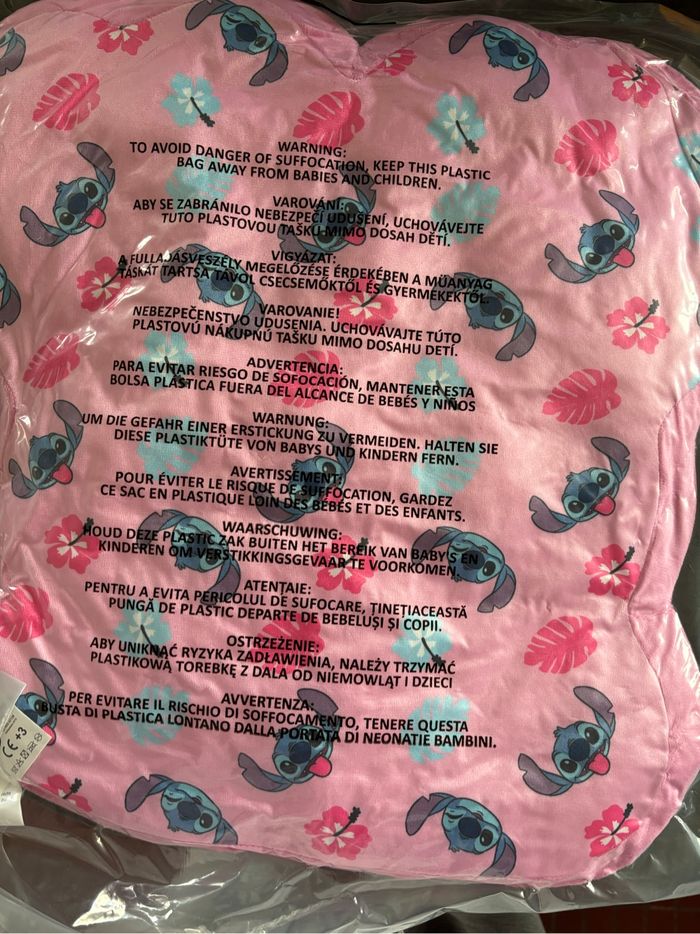 WARNING:
TO AVOID DANGER OF SUFFOCATION, KEEP THIS PLASTIC
BAG AWAY FROM BABIES AND CHILDREN.
VAROVÁNÍ:
ABY SE ZABRÁNILO NEBEZPEČÍ UDUŠENÍ, UCHOVÁVEJTE
TUTO PLASTOVOU TAŠKU MIMO DOSAH DĚTÍ.
VIGYÁZAT:
A FULLADÁSVESZÉLY MEGELŐZÉSE ÉRDEKÉBEN A MŰANYAG
TÁSKÁT TARTSA TÁVOL CSECSEMŐKTŐL ÉS GYERMEKEKTŐL.
VAROVANIE!
NEBEZPEČENSTVO UDUSENIA. UCHOVÁVAJTE TÚTO
PLASTOVÚ NÁKUPNÚ TAŠKU MIMO DOSAHU DETÍ.
ADVERTENCIA:
PARA EVITAR RIESGO DE SOFOCACIÓN, MANTENER ESTA
BOLSA PLÁSTICA FUERA DEL ALCANCE DE BEBÉS Y NIÑOS
WARNUNG:
UM DIE GEFAHR EINER ERSTICKUNG ZU VERMEIDEN. HALTEN SIE
DIESE PLASTIKTÜTE VON BABYS UND KINDERN FERN.
AVERTISSEMENT:
POUR ÉVITER LE RISQUE DE SUFFOCATION, GARDEZ
CE SAC EN PLASTIQUE LOIN DES BÉBÉS ET DES ENFANTS.
WAARSCHUWING:
HOUD DEZE PLASTIC ZAK BUITEN HET BEREIK VAN BABY'S EN
KINDEREN OM VERSTIKKINGSGEVAAR TE VOORKOMEN.
ATENȚAIE:
PENTRU A EVITA PERICOLUL DE SUFOCARE, ȚINEȚIACEASTĂ
PUNGĂ DE PLASTIC DEPARTE DE BEBELUȘI ȘI COPII.
OSTRZEŻENIE:
ABY UNIKNĄĆ RYZYKA ZADŁAWIENIA, NALEŻY TRZYMAĆ
PLASTIKOWĄ TOREBKĘ Z DALA OD NIEMOWLĄT I DZIECI
AVVERTENZA:
PER EVITARE IL RISCHIO DI SOFFOCAMENTO, TENERE QUESTA
BUSTA DI PLASTICA LONTANO DALLA PORTATA DI NEONATIE BAMBINI.
CE +3